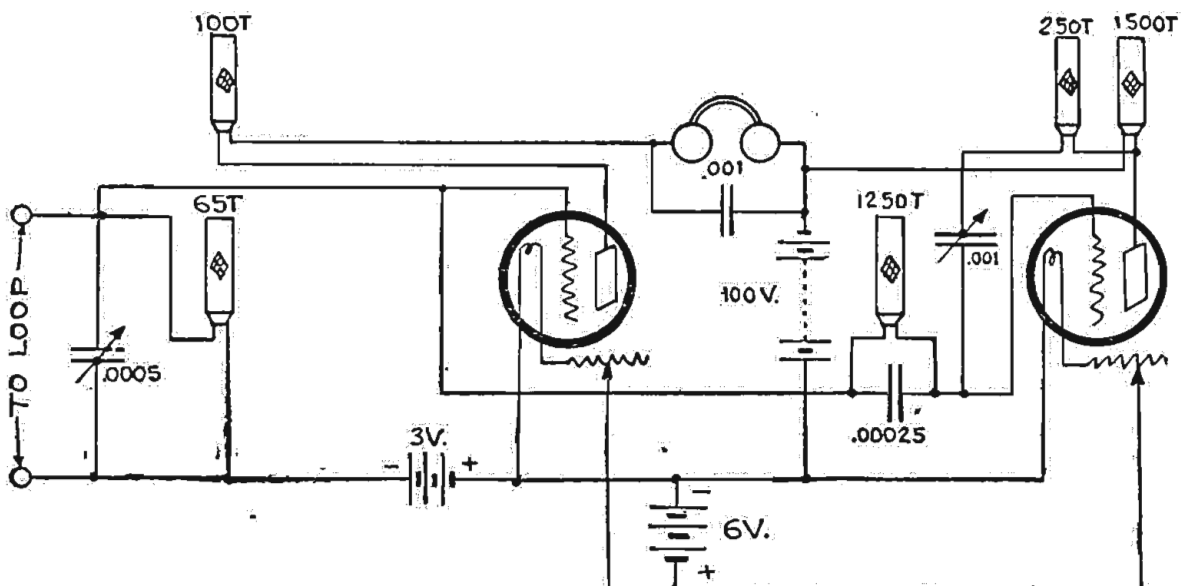 100T
250T
1500T
.001
65T
1250T
TO LOOP
.0005
100V.
.001
.00025
- 3V. +
-
6V.
+